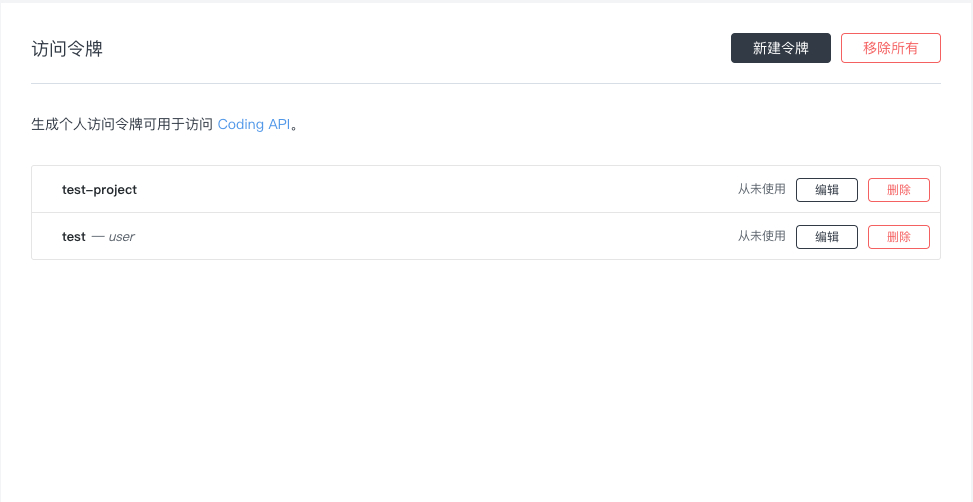 访问令牌 新建令牌 移除所有
生成个人访问令牌可用于访问 Coding API。
test-project 从未使用 编辑 删除
test — user 从未使用 编辑 删除